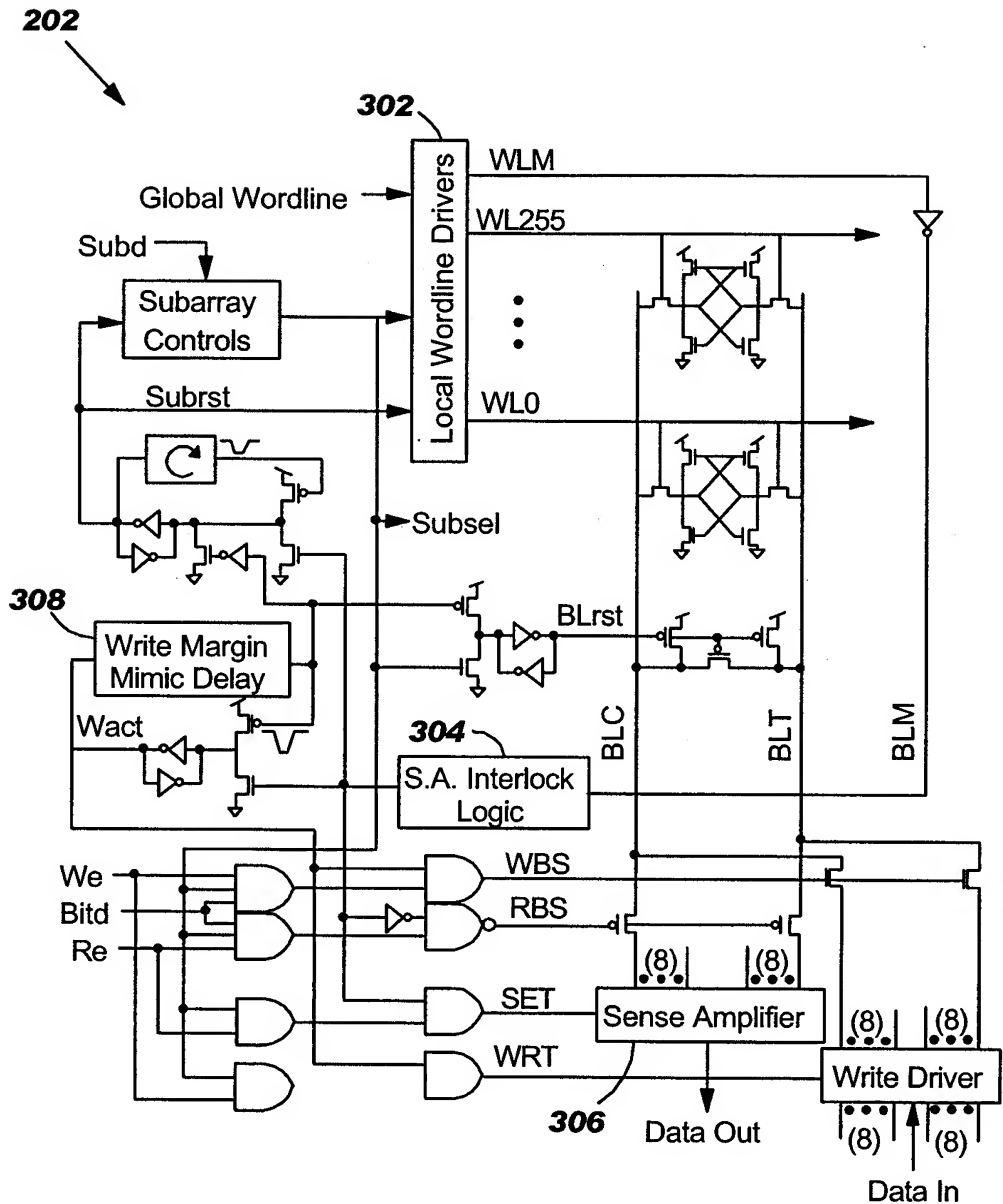 202
302
WLM
Global Wordline
WL255
Subd
Local Wordline Drivers
Subarray
Controls
Subrst
WL0
Subsel
308
Write Margin
Mimic Delay
BLrst
BLC
BLT
BLM
Wact
304
S.A. Interlock
Logic
We
WBS
Bitd
RBS
Re
(8)
(8)
SET
Sense Amplifier
(8)
(8)
WRT
Write Driver
306
Data Out
(8)
(8)
Data In